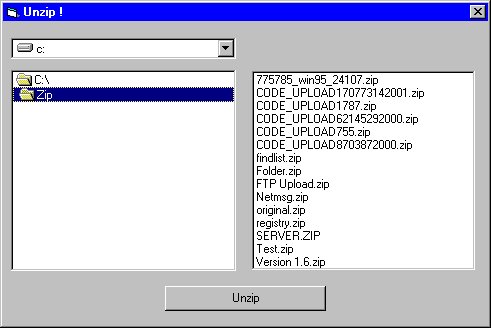 Unzip !
c:
C:\
Zip
775785_win95_24107.zip
CODE_UPLOAD170773142001.zip
CODE_UPLOAD1787.zip
CODE_UPLOAD62145292000.zip
CODE_UPLOAD755.zip
CODE_UPLOAD8703872000.zip
findlist.zip
Folder.zip
FTP Upload.zip
Netmsg.zip
original.zip
registry.zip
SERVER.ZIP
Test.zip
Version 1.6.zip
Unzip